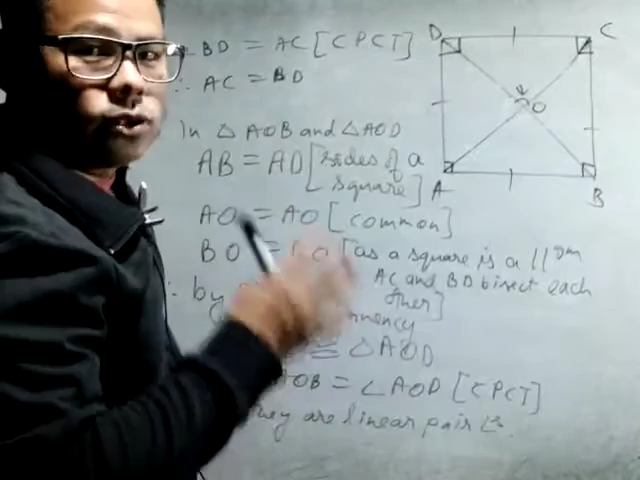 BD = AC [CPCT]
∴ AC = BD
In △AOB and △AOD
AB = AD [sides of a square]
AO = AO [common]
BO = [as a square is a ||gm
AC and BD bisect each
other]
by
≅ △AOD
AOB = ∠AOD [CPCT]
they are linear pair ∠s.
D
C
O
A
B